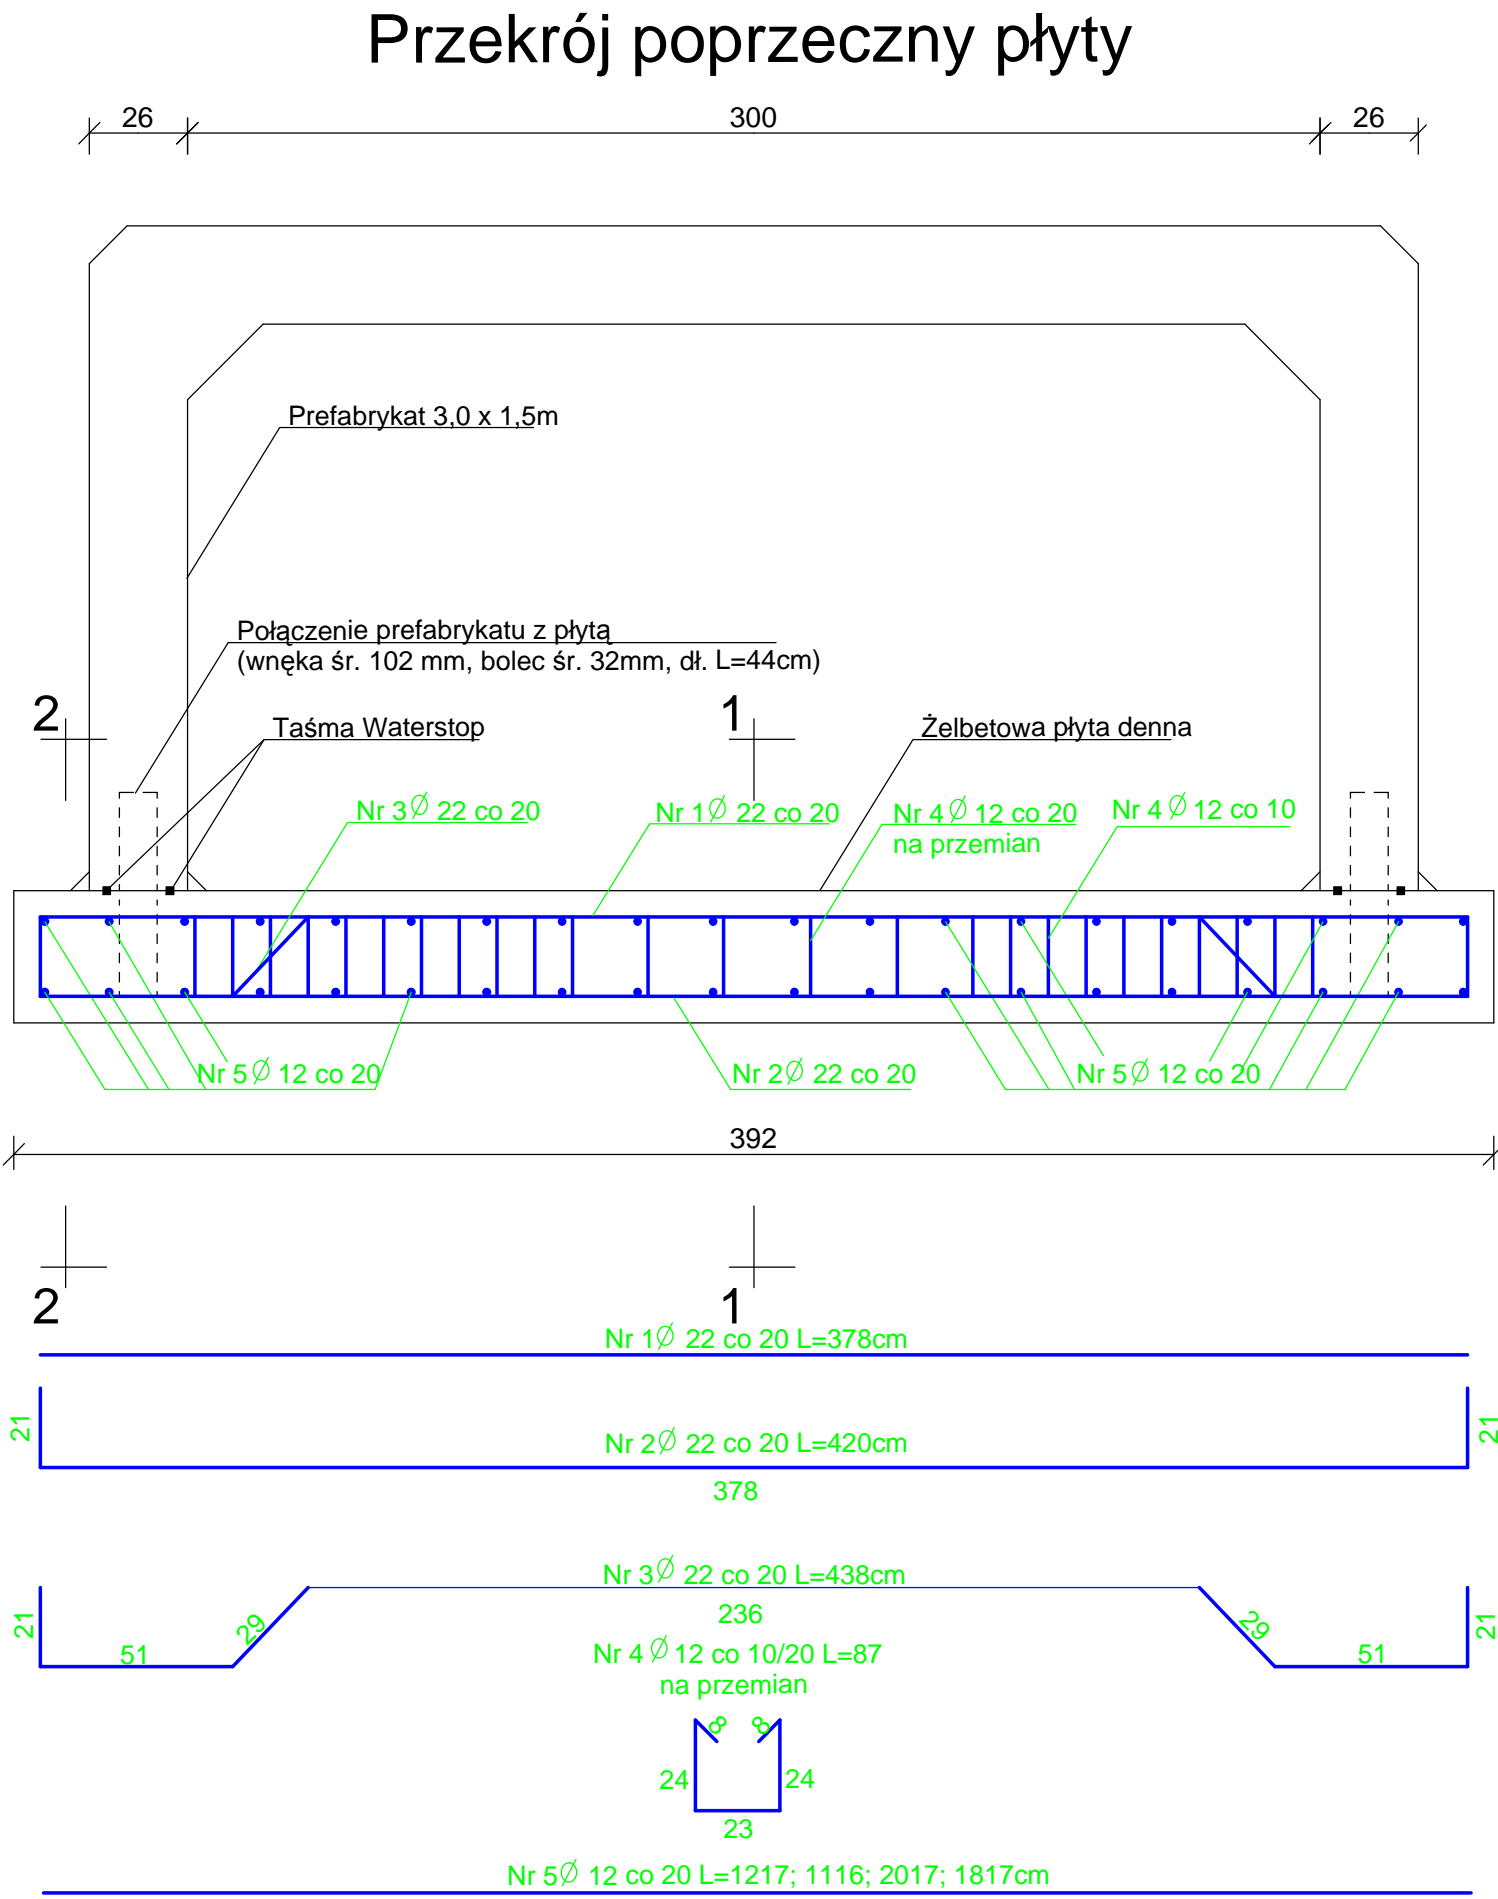 Przekrój poprzeczny płyty
26 300 26
Prefabrykat 3,0 x 1,5m
Połączenie prefabrykatu z płytą
(wnęka śr. 102 mm, bolec śr. 32mm, dł. L=44cm)
2 1
Taśma Waterstop
Żelbetowa płyta denna
Nr 3 Ø 22 co 20
Nr 1 Ø 22 co 20
Nr 4 Ø 12 co 20
na przemian
Nr 4 Ø 12 co 10
Nr 5 Ø 12 co 20
Nr 2 Ø 22 co 20
Nr 5 Ø 12 co 20
392
2 1
Nr 1 Ø 22 co 20 L=378cm
21
Nr 2 Ø 22 co 20 L=420cm
21
378
Nr 3 Ø 22 co 20 L=438cm
21
51
29
236
29
51
21
Nr 4 Ø 12 co 10/20 L=87
na przemian
8 8
24 24
23
Nr 5 Ø 12 co 20 L=1217; 1116; 2017; 1817cm